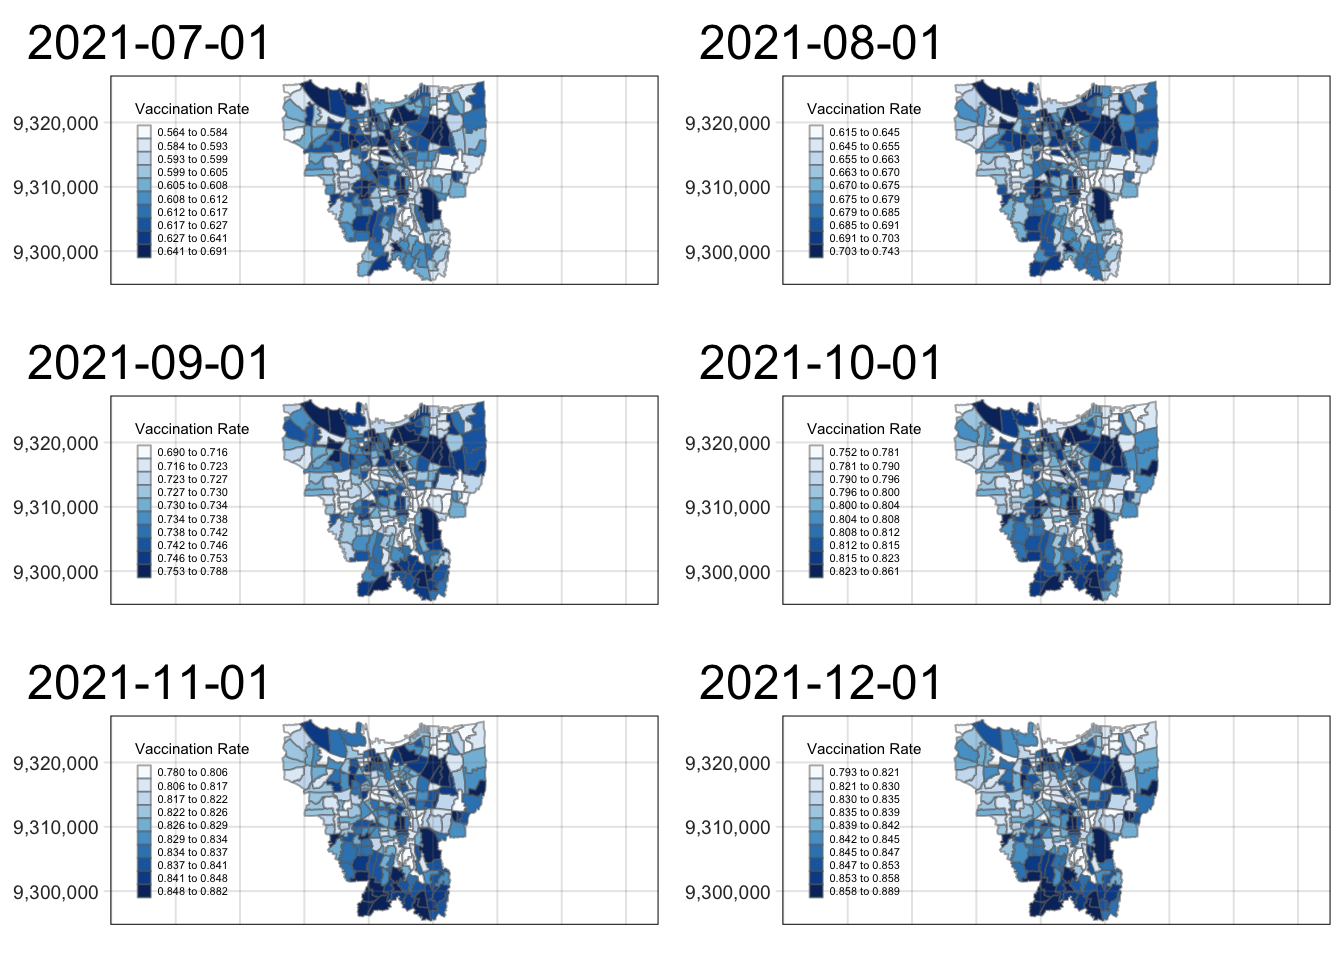 2021-07-01
Vaccination Rate
0.564 to 0.584
0.584 to 0.593
0.593 to 0.599
0.599 to 0.605
0.605 to 0.608
0.608 to 0.612
0.612 to 0.617
0.617 to 0.627
0.627 to 0.641
0.641 to 0.691
9,320,000
9,310,000
9,300,000
2021-08-01
Vaccination Rate
0.615 to 0.645
0.645 to 0.655
0.655 to 0.663
0.663 to 0.670
0.670 to 0.675
0.675 to 0.679
0.679 to 0.685
0.685 to 0.691
0.691 to 0.703
0.703 to 0.743
9,320,000
9,310,000
9,300,000
2021-09-01
Vaccination Rate
0.690 to 0.716
0.716 to 0.723
0.723 to 0.727
0.727 to 0.730
0.730 to 0.734
0.734 to 0.738
0.738 to 0.742
0.742 to 0.746
0.746 to 0.753
0.753 to 0.788
9,320,000
9,310,000
9,300,000
2021-10-01
Vaccination Rate
0.752 to 0.781
0.781 to 0.790
0.790 to 0.796
0.796 to 0.800
0.800 to 0.804
0.804 to 0.808
0.808 to 0.812
0.812 to 0.815
0.815 to 0.823
0.823 to 0.861
9,320,000
9,310,000
9,300,000
2021-11-01
Vaccination Rate
0.780 to 0.806
0.806 to 0.817
0.817 to 0.822
0.822 to 0.826
0.826 to 0.829
0.829 to 0.834
0.834 to 0.837
0.837 to 0.841
0.841 to 0.848
0.848 to 0.882
9,320,000
9,310,000
9,300,000
2021-12-01
Vaccination Rate
0.793 to 0.821
0.821 to 0.830
0.830 to 0.835
0.835 to 0.839
0.839 to 0.842
0.842 to 0.845
0.845 to 0.847
0.847 to 0.853
0.853 to 0.858
0.858 to 0.889
9,320,000
9,310,000
9,300,000